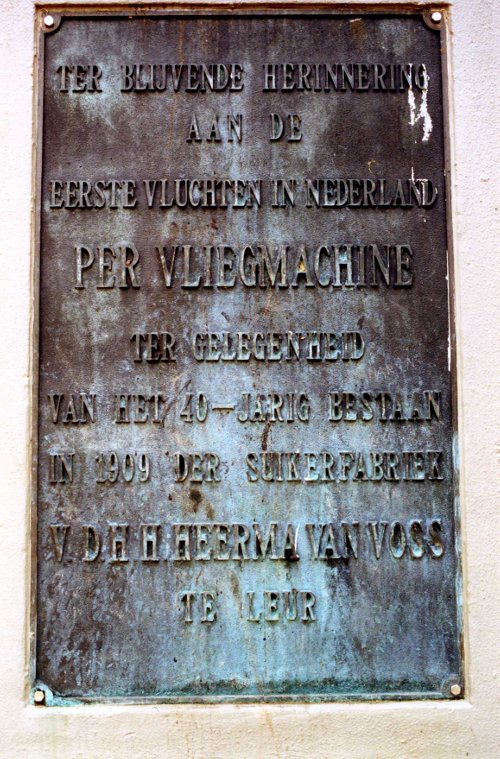 TER BLIJVENDE HERINNERING
AAN DE
EERSTE VLUCHTEN IN NEDERLAND
PER VLIEGMACHINE
TER GELEGENHEID
VAN HET 40-JARIG BESTAAN
IN 1909 DER SUIKERFABRIEK
V. D. H. H. HEERMA VAN VOSS
TE LEUR